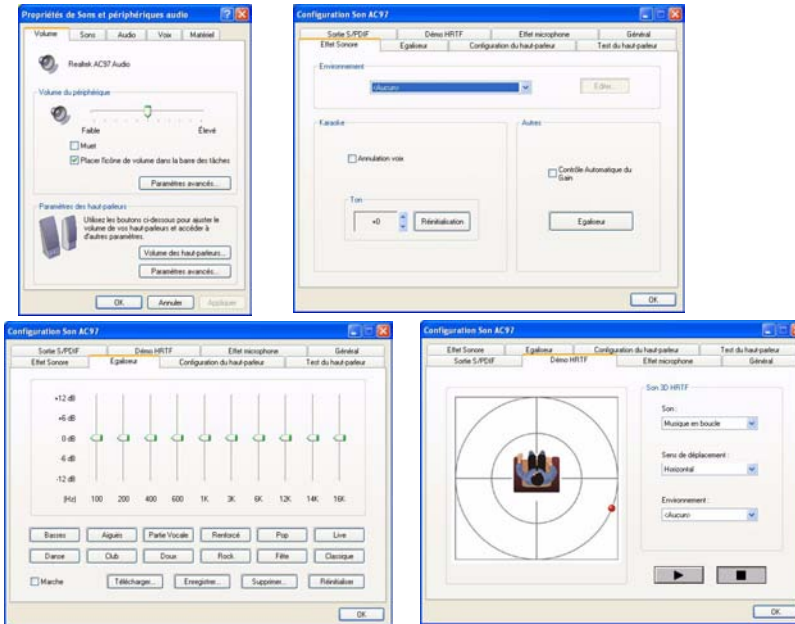 Propriétés de Sons et périphériques audio
Volume Sons Audio Voix Matériel
Realtek AC97 Audio
Volume du périphérique
Faible Élevé
Muet
Placer l'icône de volume dans la barre des tâches
Paramètres avancés...
Paramètres des haut-parleurs
Utilisez les boutons ci-dessous pour ajuster le
volume de vos haut-parleurs et accéder à
d'autres paramètres.
Volume des haut-parleurs...
Paramètres avancés...
OK Annuler Appliquer
Configuration Son AC97
Sortie S/PDIF Démo HRTF Effet microphone Général
Effet Sonore Egaliseur Configuration du haut-parleur Test du haut-parleur
Environnement
<Aucun> Editer...
Karaoke
Annulation voix
Ton
+0 Réinitialisation
Autres
Contrôle Automatique du
Gain
Egaliseur
OK
Configuration Son AC97
Sortie S/PDIF Démo HRTF Effet microphone Général
Effet Sonore Egaliseur Configuration du haut-parleur Test du haut-parleur
+12 dB
+6 dB
0 dB
-6 dB
-12 dB
(Hz) 100 200 400 600 1K 3K 6K 12K 14K 16K
Basses Aiguës Partie Vocale Renforcé Pop Live
Danse Club Doux Rock Fête Classique
Marche Télécharger... Enregistrer... Supprimer... Réinitialiser
OK
Configuration Son AC97
Effet Sonore Egaliseur Configuration du haut-parleur Test du haut-parleur
Sortie S/PDIF Démo HRTF Effet microphone Général
Son 3D HRTF
Son :
Musique en boucle
Sens de déplacement :
Horizontal
Environnement :
<Aucun>
OK